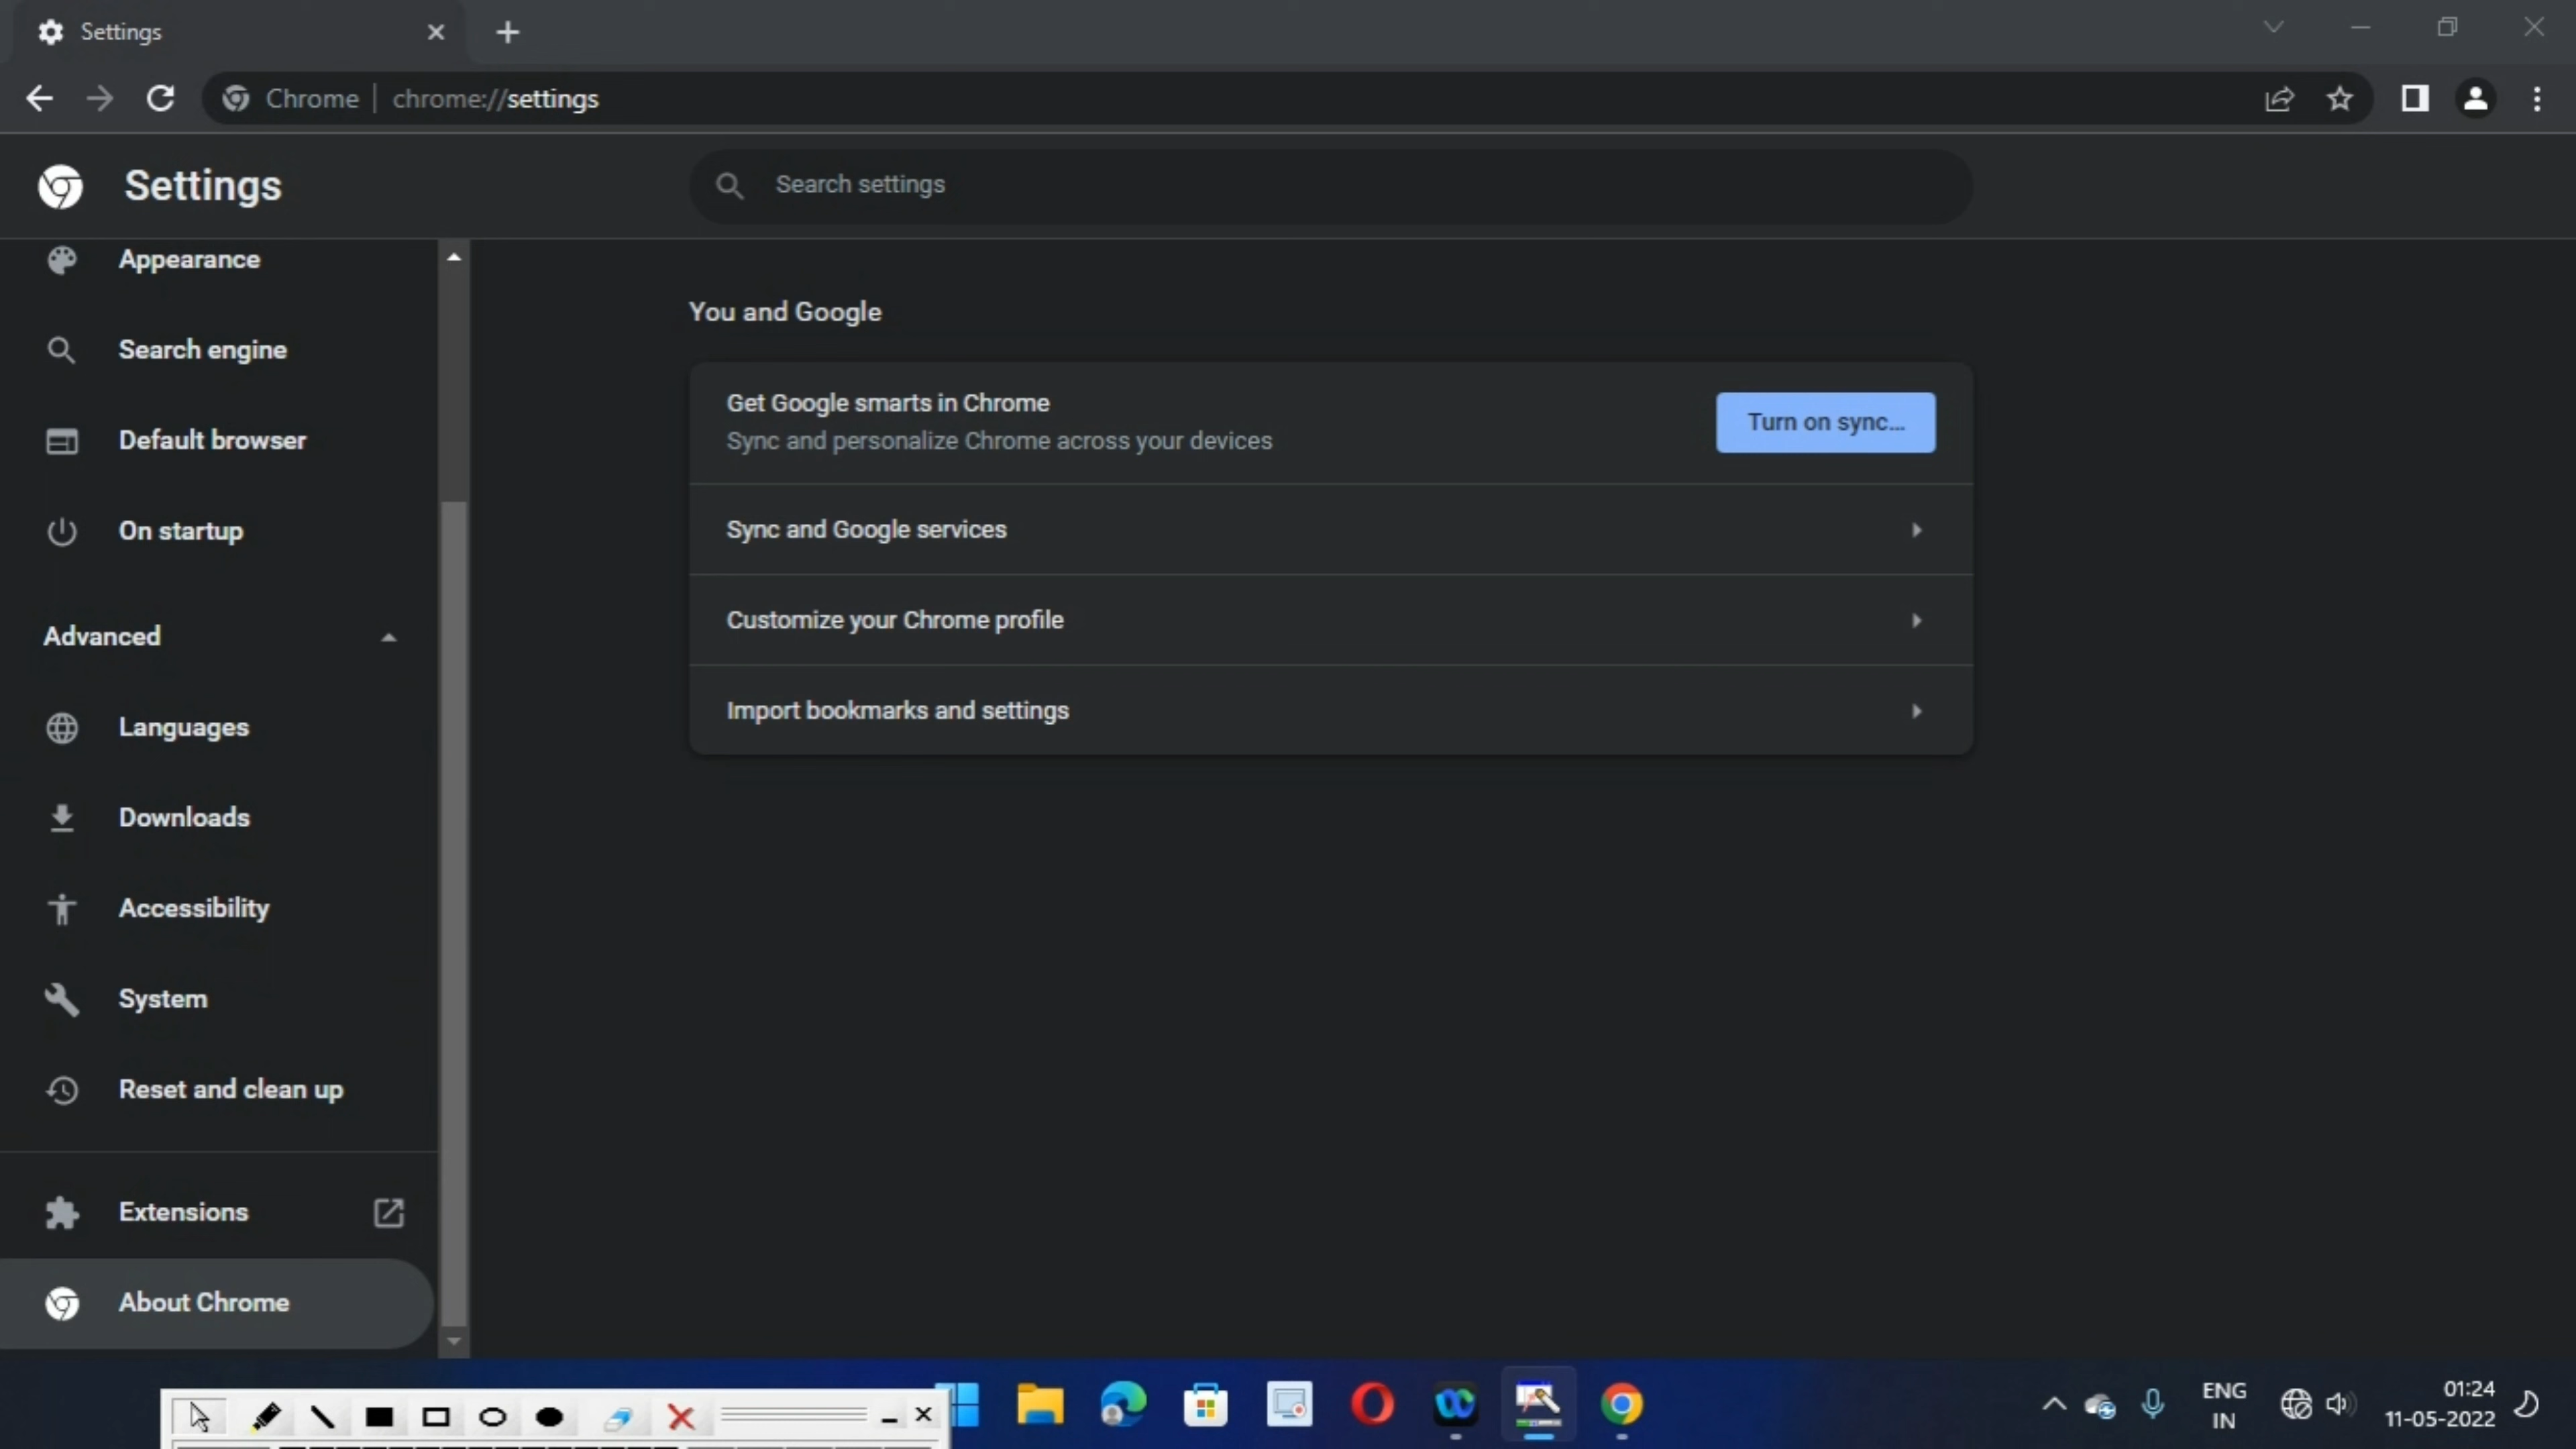 Settings
Chrome | chrome://settings
Settings
Search settings
Appearance
Search engine
Default browser
On startup
Advanced
Languages
Downloads
Accessibility
System
Reset and clean up
Extensions
About Chrome
You and Google
Get Google smarts in Chrome
Sync and personalize Chrome across your devices
Turn on sync...
Sync and Google services
Customize your Chrome profile
Import bookmarks and settings
ENG
IN
01:24
11-05-2022